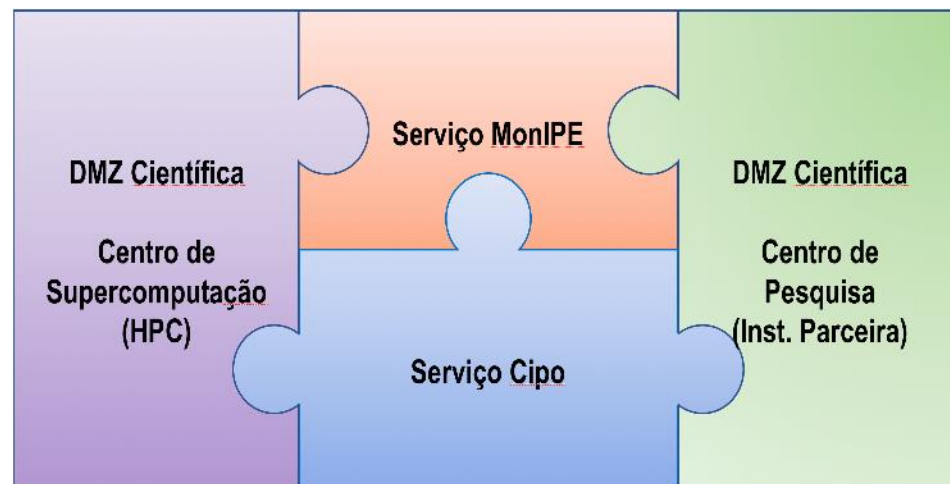 DMZ Científica
Centro de
Supercomputação
(HPC)
Serviço MonIPE
Serviço Cipo
DMZ Científica
Centro de
Pesquisa
(Inst. Parceira)